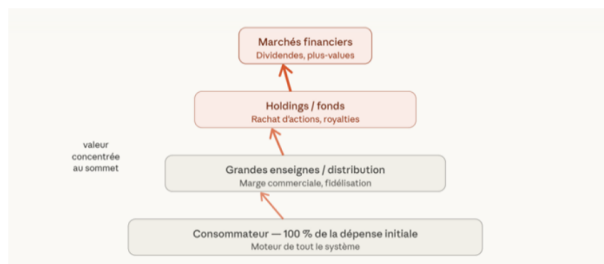 Marchés financiers
Dividendes, plus-values
Holdings / fonds
Rachat d'actions, royalties
valeur
concentrée
au sommet
Grandes enseignes / distribution
Marge commerciale, fidélisation
Consommateur — 100 % de la dépense initiale
Moteur de tout le système